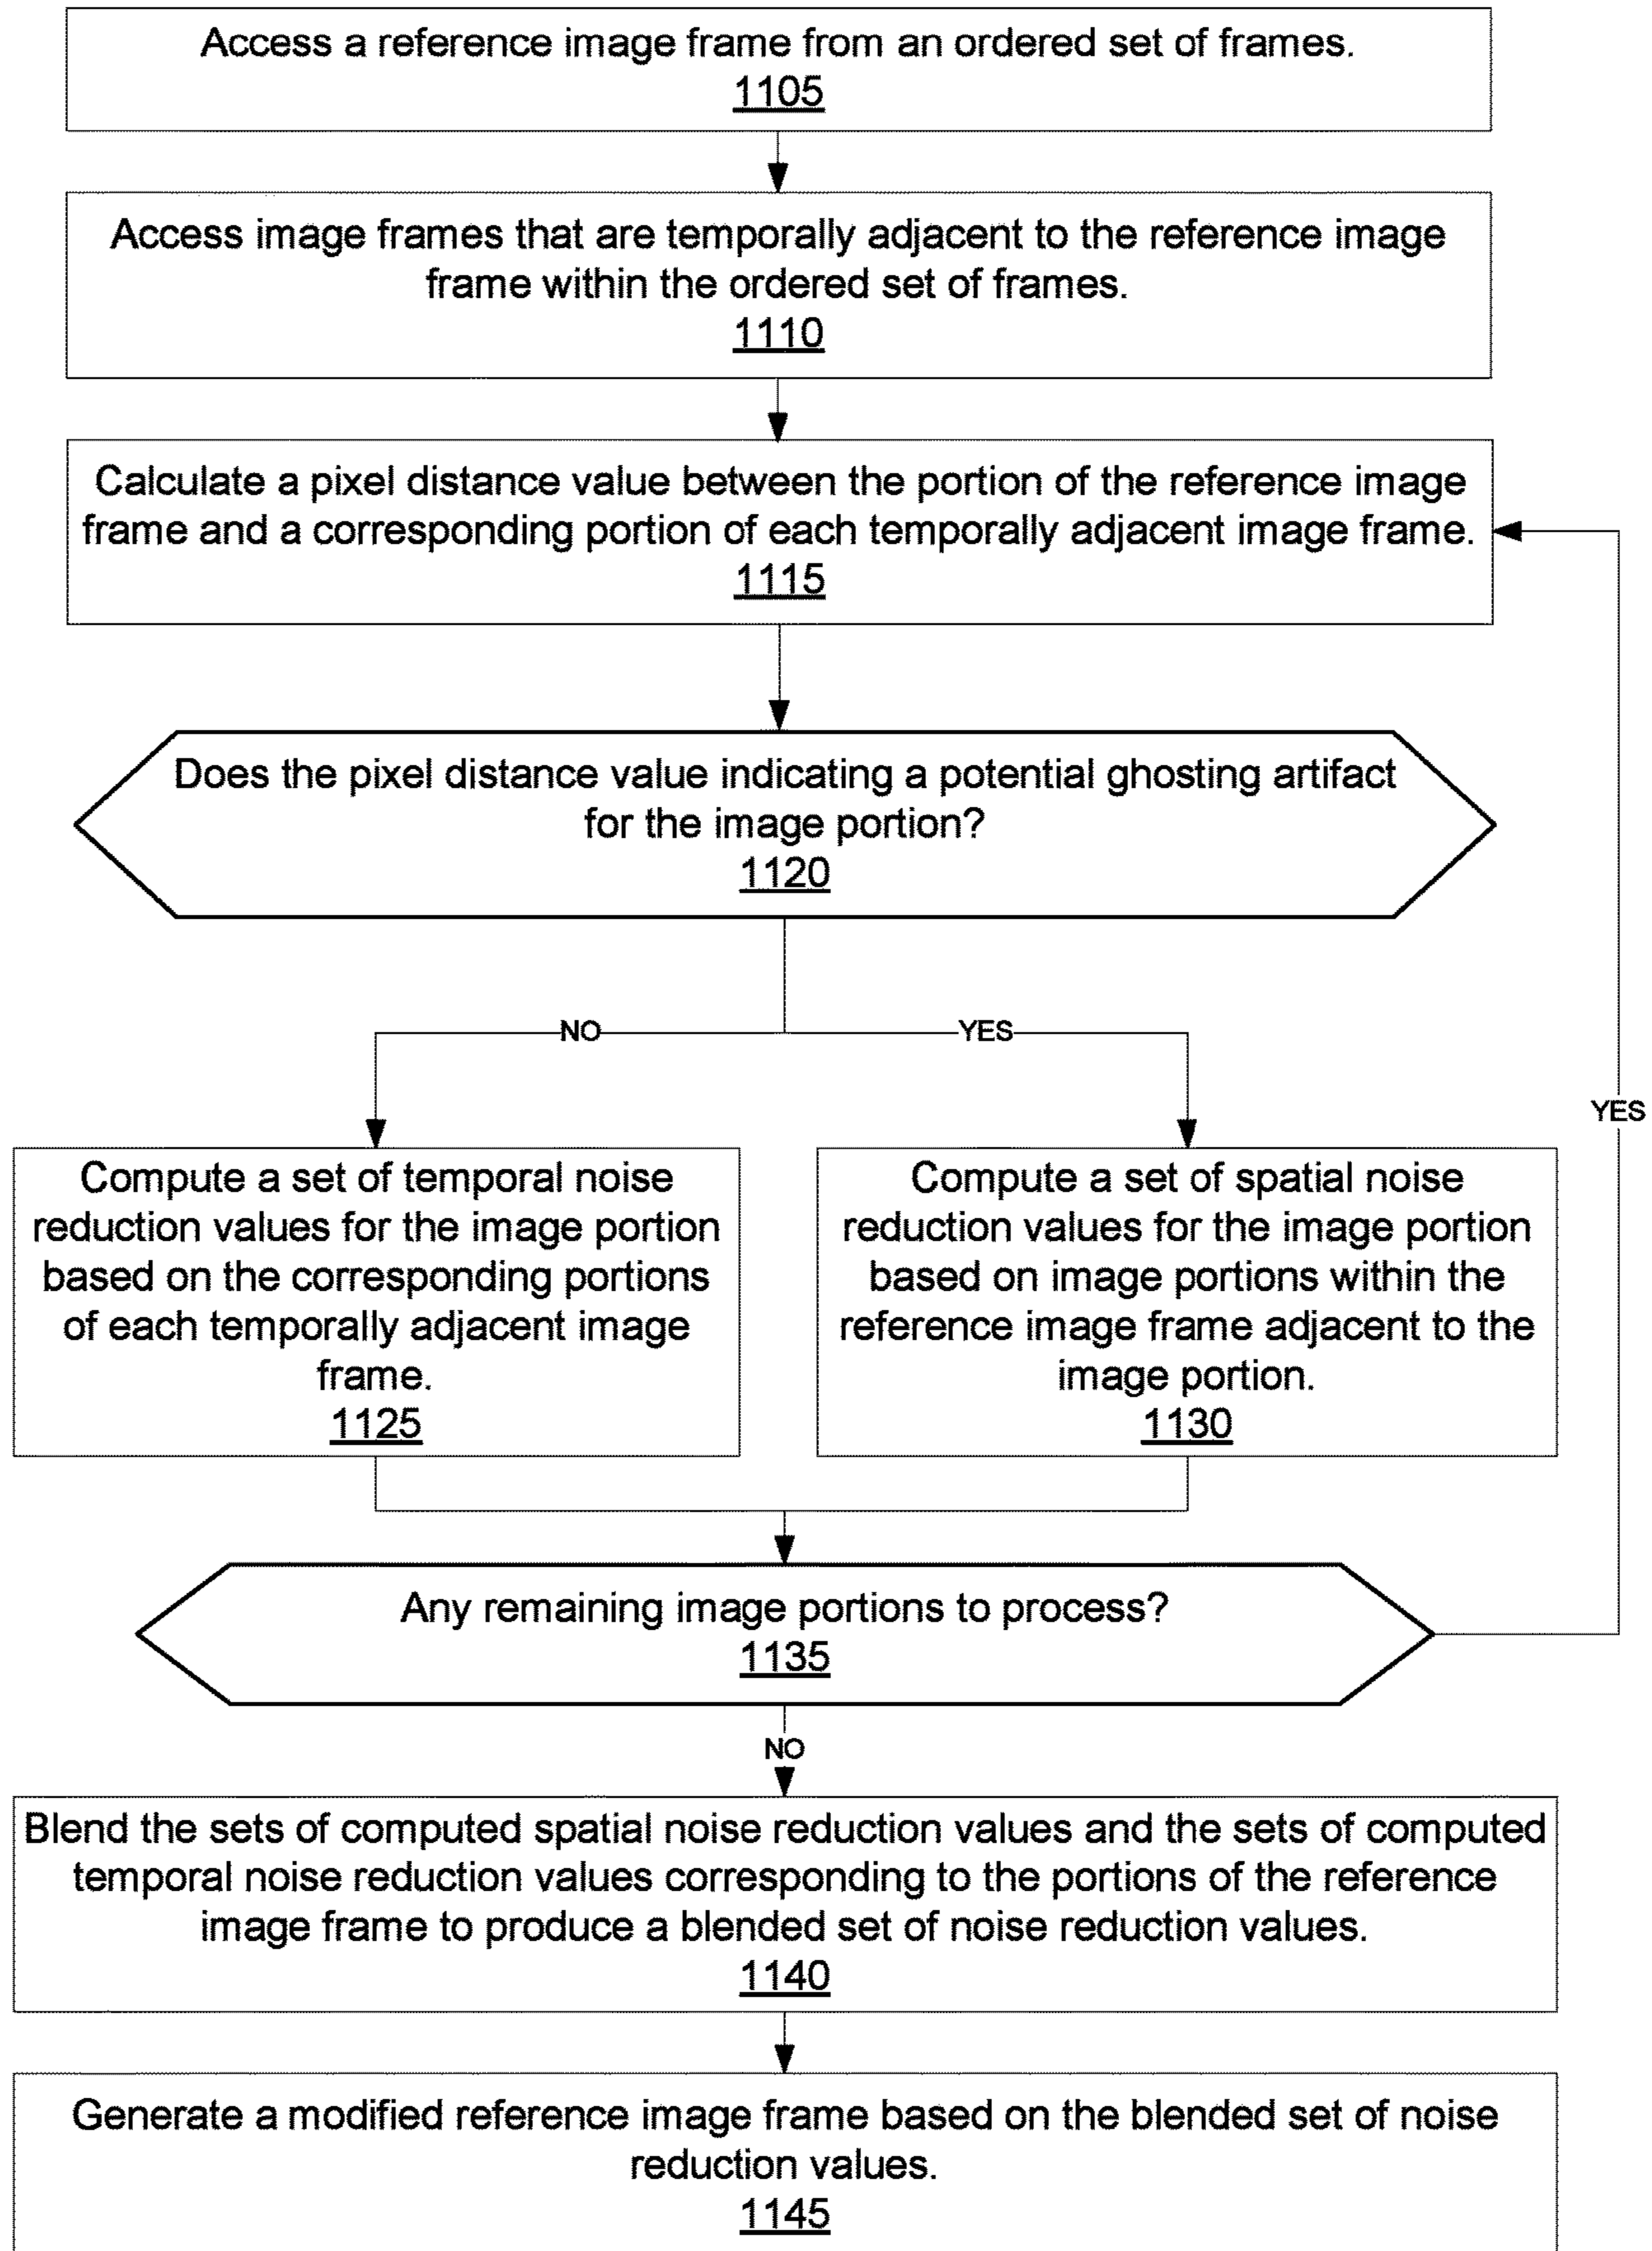 Access a reference image frame from an ordered set of frames.
1105
Access image frames that are temporally adjacent to the reference image
frame within the ordered set of frames.
1110
Calculate a pixel distance value between the portion of the reference image
frame and a corresponding portion of each temporally adjacent image frame.
1115
Does the pixel distance value indicating a potential ghosting artifact
for the image portion?
1120
NO
YES
Compute a set of temporal noise
reduction values for the image portion
based on the corresponding portions
of each temporally adjacent image
frame.
1125
Compute a set of spatial noise
reduction values for the image portion
based on image portions within the
reference image frame adjacent to the
image portion.
1130
YES
Any remaining image portions to process?
1135
NO
Blend the sets of computed spatial noise reduction values and the sets of computed
temporal noise reduction values corresponding to the portions of the reference
image frame to produce a blended set of noise reduction values.
1140
Generate a modified reference image frame based on the blended set of noise
reduction values.
1145